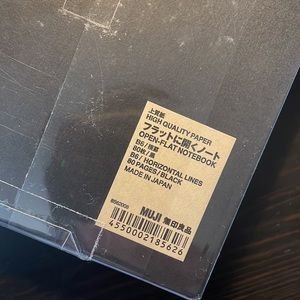 上質紙
HIGH QUALITY PAPER
フラットに開くノート
OPEN-FLAT NOTEBOOK
B6/横罫
80枚/黒
B6/HORIZONTAL LINES
80 PAGES/BLACK
MADE IN JAPAN
MUJI 無印良品
4550002185626